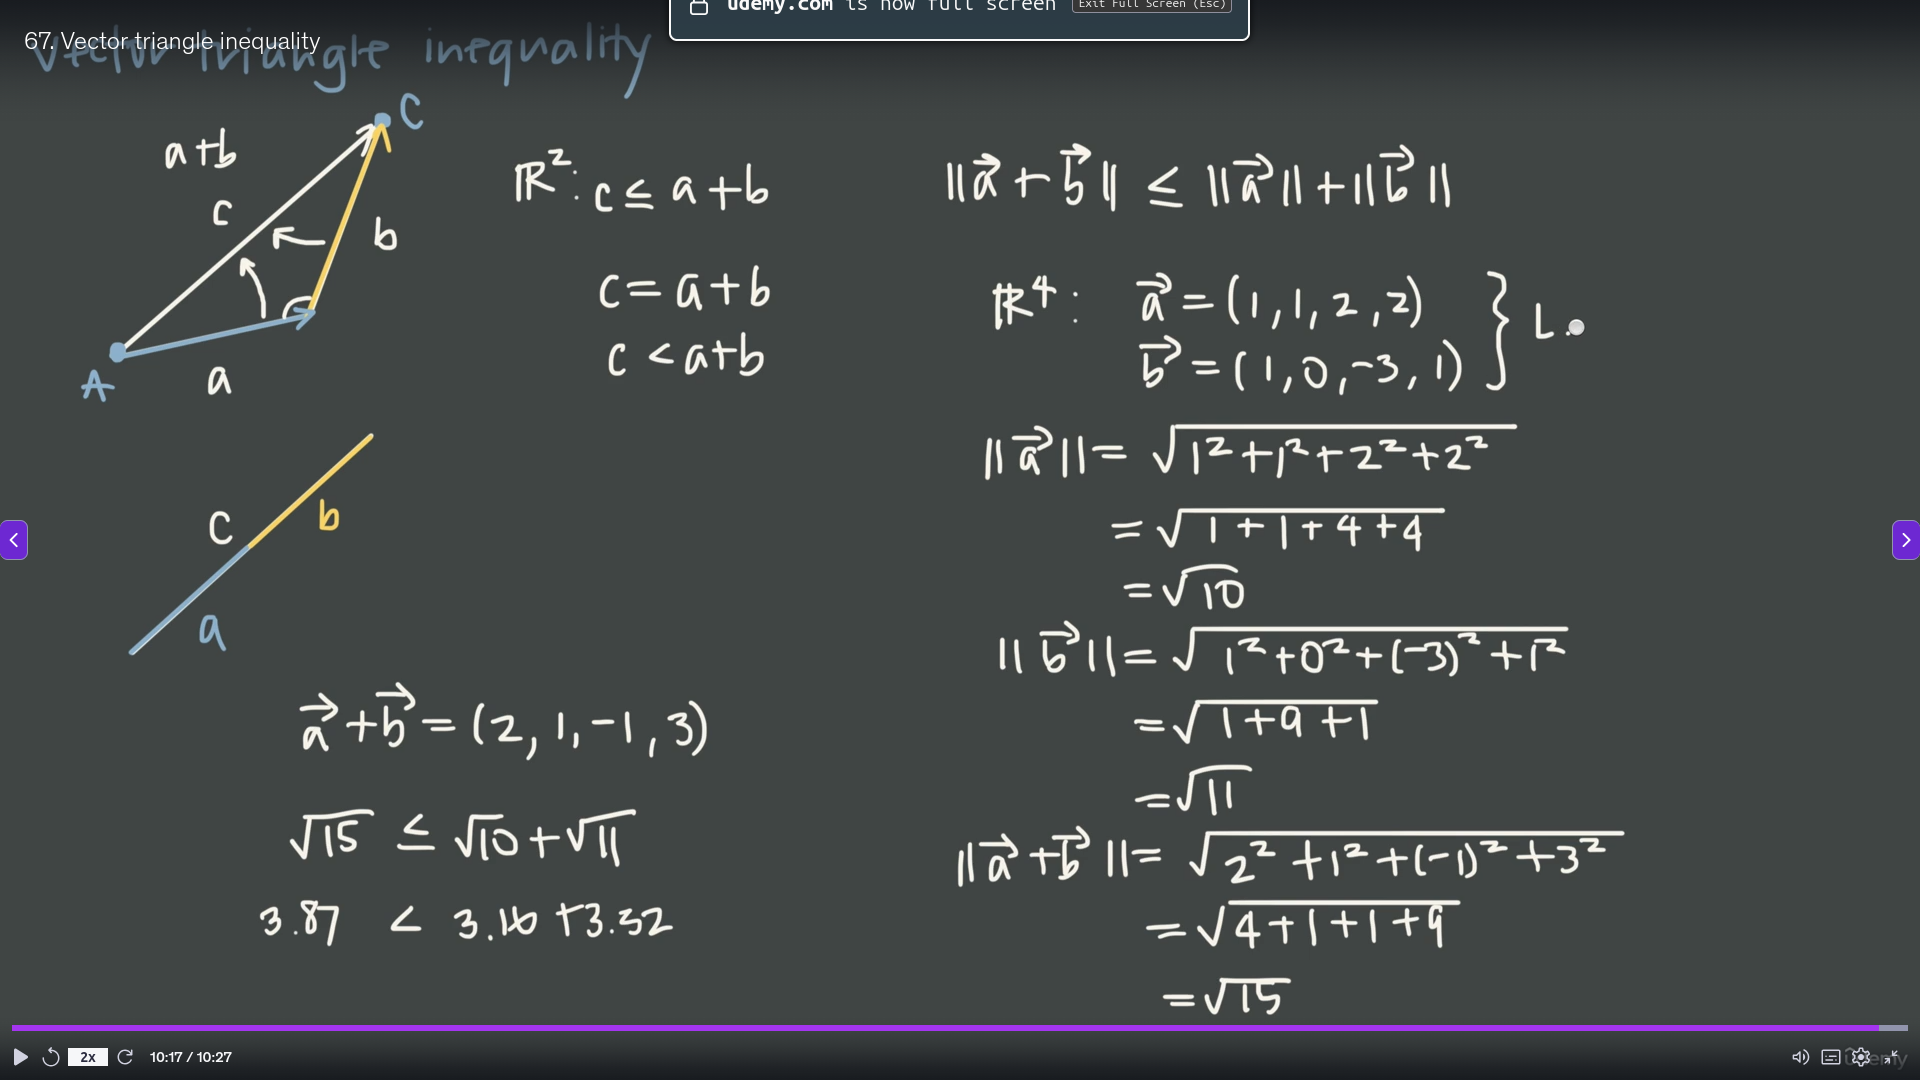 udemy.com is now full screen Exit Full Screen (Esc)
67. Vector triangle inequality
Vector triangle inequality
C
a+b
c
b
A
a
c
b
a
ℝ²: c ≤ a+b
c = a+b
c < a+b
a⃗ + b⃗ = (2, 1, -1, 3)
√15 ≤ √10 + √11
3.87 < 3.16 + 3.32
||a⃗ + b⃗|| ≤ ||a⃗|| + ||b⃗||
ℝ⁴: a⃗ = (1, 1, 2, 2)
b⃗ = (1, 0, -3, 1)
} L.
||a⃗|| = √(1² + 1² + 2² + 2²)
= √(1 + 1 + 4 + 4)
= √10
||b⃗|| = √(1² + 0² + (-3)² + 1²)
= √(1 + 9 + 1)
= √11
||a⃗ + b⃗|| = √(2² + 1² + (-1)² + 3²)
= √(4 + 1 + 1 + 9)
= √15
2x
10:17 / 10:27
udemy